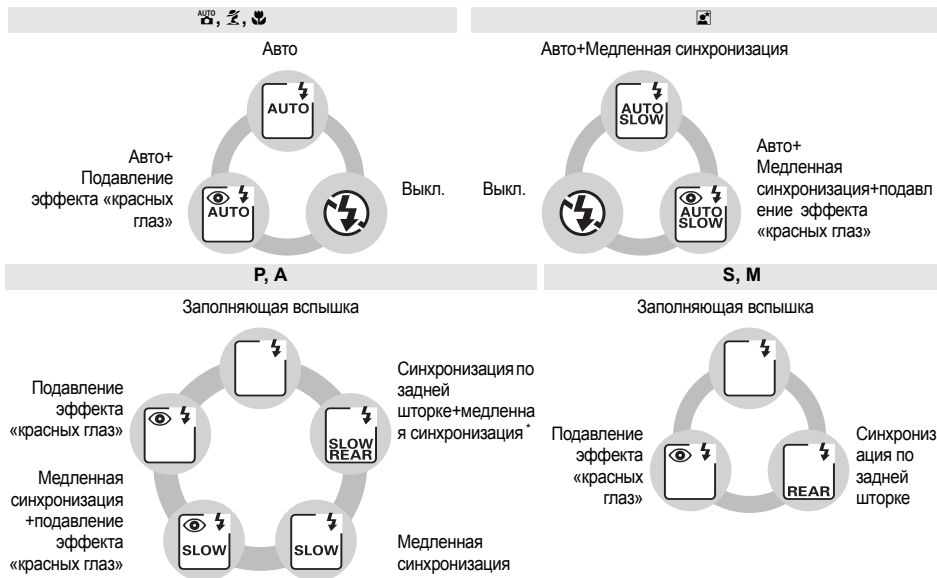 AUTO
Авто
AUTO
Авто+
Подавление
эффекта «красных
глаз»
AUTO
Выкл.
Авто+Медленная синхронизация
AUTO
SLOW
Выкл.
AUTO
SLOW
Авто+
Медленная
синхронизация+подавл
ение эффекта
«красных глаз»
P, A
Заполняющая вспышка
Подавление
эффекта
«красных глаз»
Синхронизация по
задней
шторке+медленна
я синхронизация *
SLOW
REAR
Медленная
синхронизация
+подавление
эффекта
«красных глаз»
SLOW
SLOW
Медленная
синхронизация
S, M
Заполняющая вспышка
Подавление
эффекта
«красных
глаз»
REAR
Синхрониз
ация по
задней
шторке